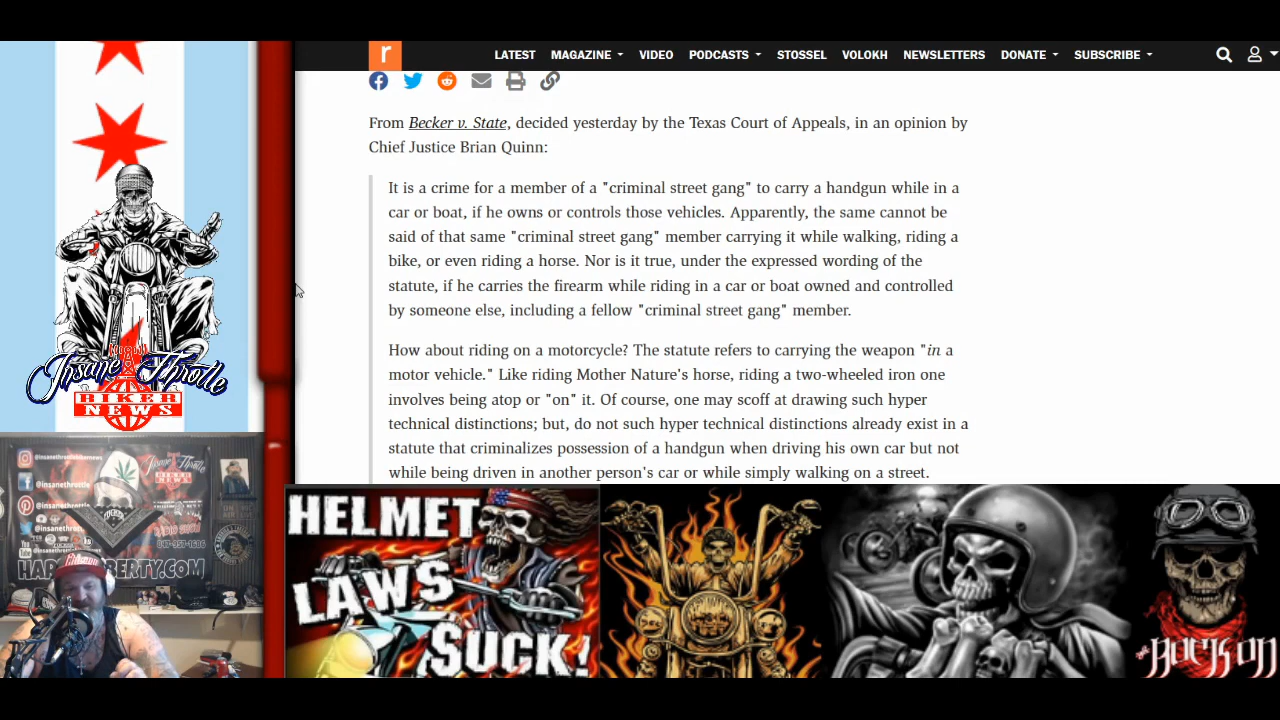 r
LATEST MAGAZINE VIDEO PODCASTS STOSSEL VOLOKH NEWSLETTERS DONATE SUBSCRIBE
From Becker v. State, decided yesterday by the Texas Court of Appeals, in an opinion by
Chief Justice Brian Quinn:
It is a crime for a member of a "criminal street gang" to carry a handgun while in a
car or boat, if he owns or controls those vehicles. Apparently, the same cannot be
said of that same "criminal street gang" member carrying it while walking, riding a
bike, or even riding a horse. Nor is it true, under the expressed wording of the
statute, if he carries the firearm while riding in a car or boat owned and controlled
by someone else, including a fellow "criminal street gang" member.
How about riding on a motorcycle? The statute refers to carrying the weapon "in a
motor vehicle." Like riding Mother Nature's horse, riding a two-wheeled iron one
involves being atop or "on" it. Of course, one may scoff at drawing such hyper
technical distinctions; but, do not such hyper technical distinctions already exist in a
statute that criminalizes possession of a handgun when driving his own car but not
while being driven in another person's car or while simply walking on a street.
Insane Throttle
BIKER
NEWS
@insanethrottlebikernews
HELMET
LAWS
SUCK!
ROCK ON